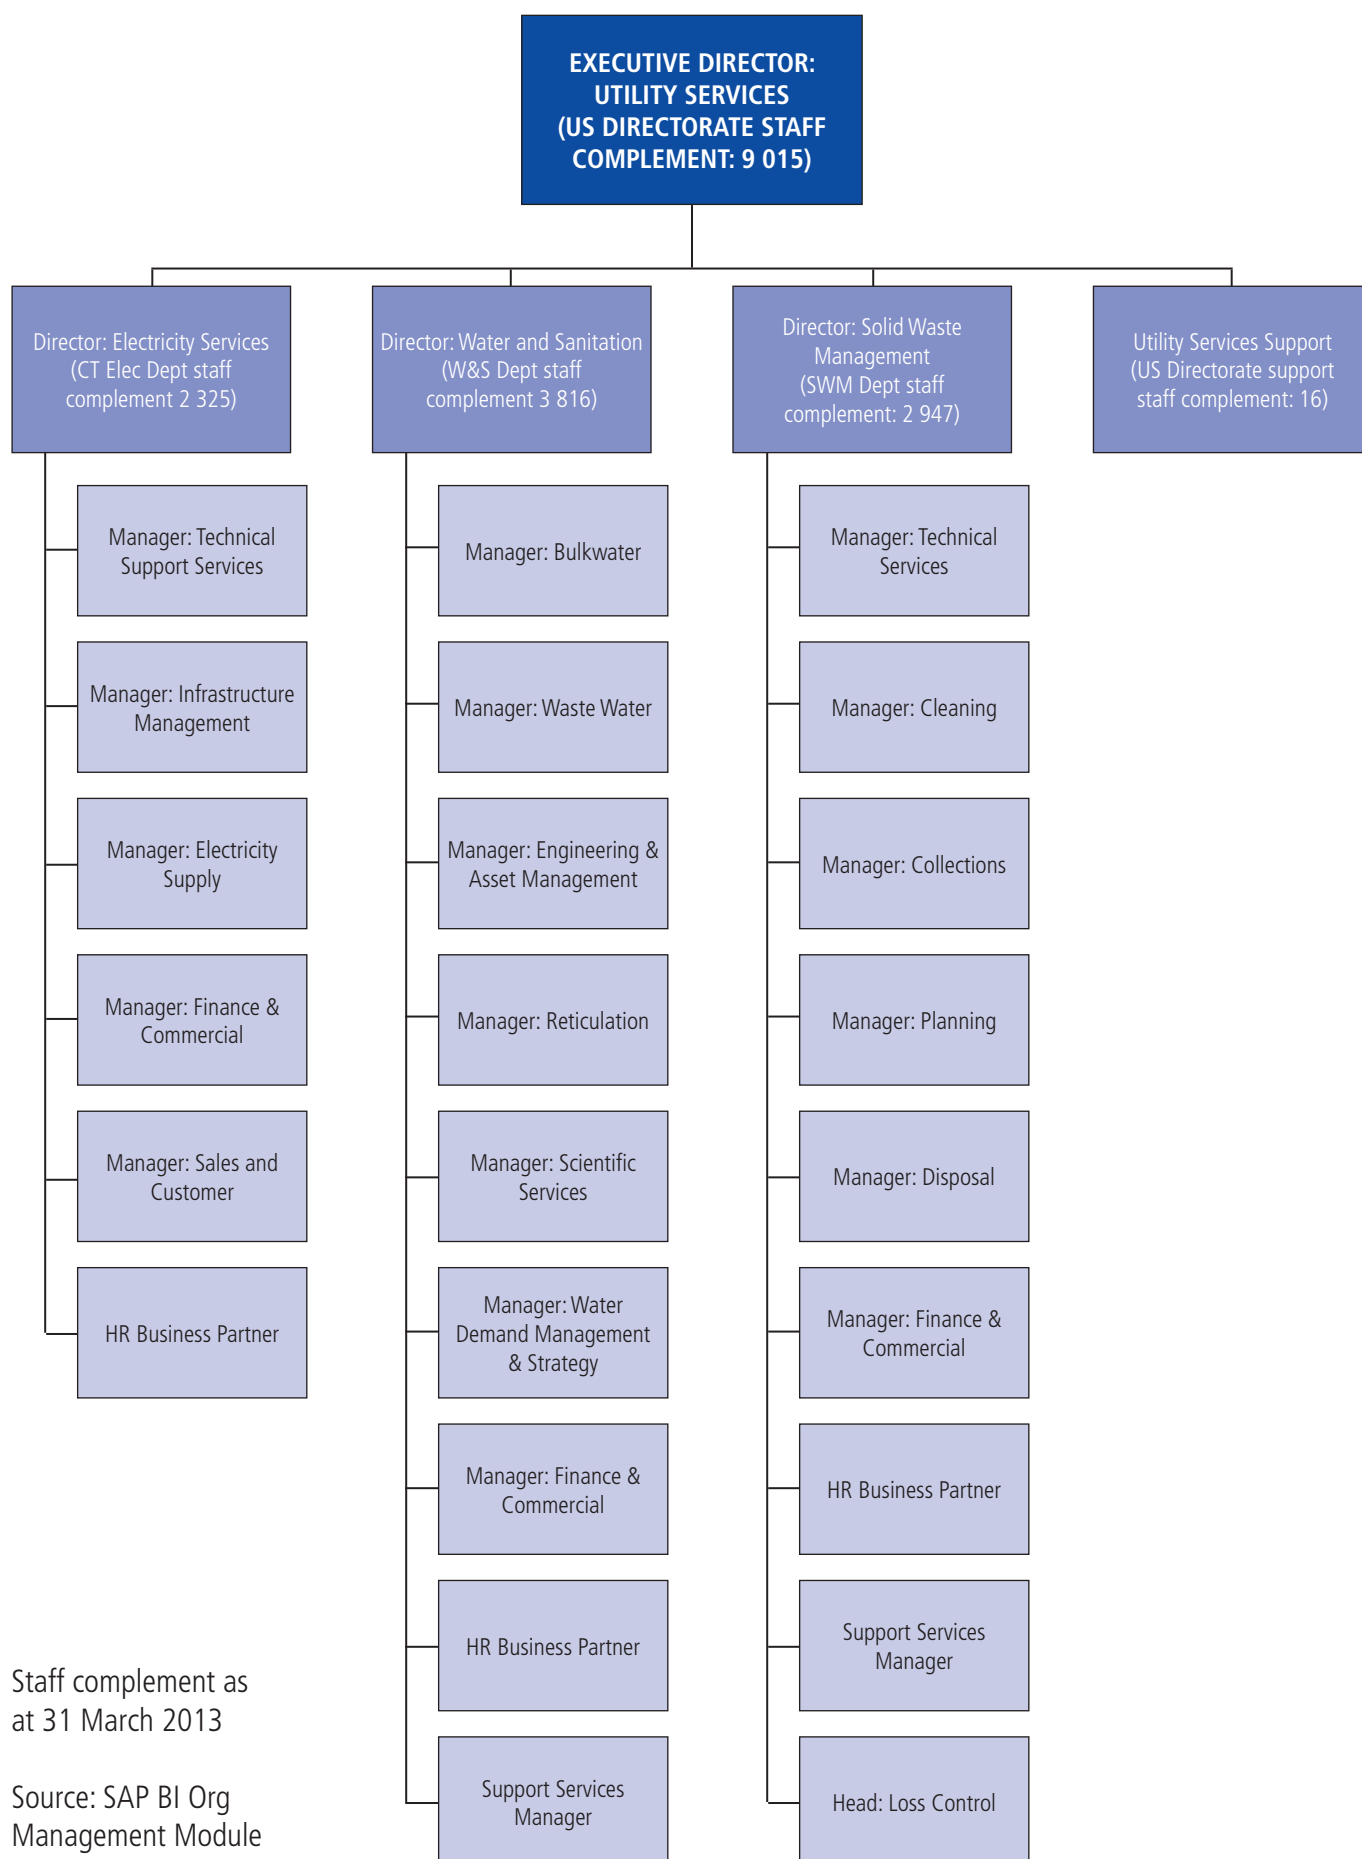 EXECUTIVE DIRECTOR:
UTILITY SERVICES
(US DIRECTORATE STAFF
COMPLEMENT: 9 015)
Director: Electricity Services
(CT Elec Dept staff
complement 2 325)
Manager: Technical
Support Services
Manager: Infrastructure
Management
Manager: Electricity
Supply
Manager: Finance &
Commercial
Manager: Sales and
Customer
HR Business Partner
Director: Water and Sanitation
(W&S Dept staff
complement 3 816)
Manager: Bulkwater
Manager: Waste Water
Manager: Engineering &
Asset Management
Manager: Reticulation
Manager: Scientific
Services
Manager: Water
Demand Management
& Strategy
Manager: Finance &
Commercial
HR Business Partner
Support Services
Manager
Director: Solid Waste
Management
(SWM Dept staff
complement: 2 947)
Manager: Technical
Services
Manager: Cleaning
Manager: Collections
Manager: Planning
Manager: Disposal
Manager: Finance &
Commercial
HR Business Partner
Support Services
Manager
Head: Loss Control
Utility Services Support
(US Directorate support
staff complement: 16)
Staff complement as
at 31 March 2013
Source: SAP BI Org
Management Module